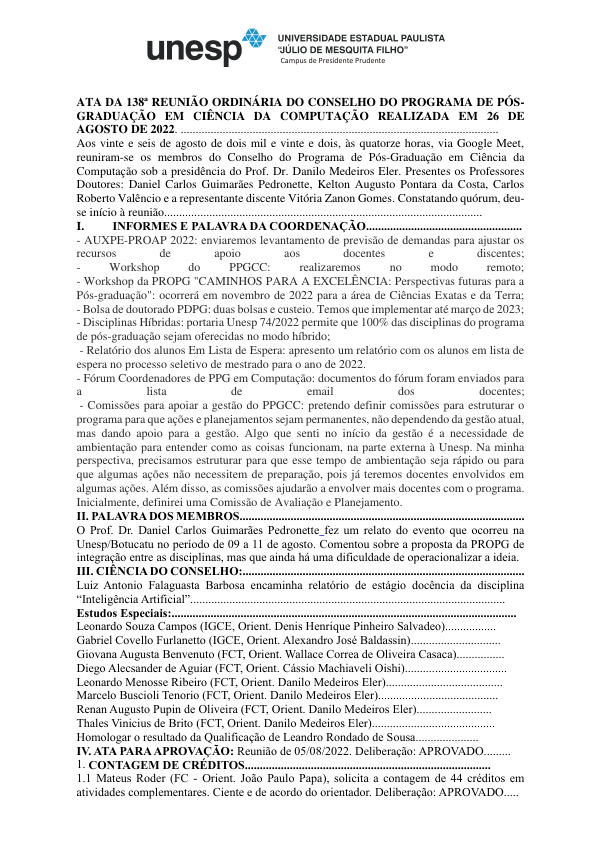 unesp
UNIVERSIDADE ESTADUAL PAULISTA
"JÚLIO DE MESQUITA FILHO"
Campus de Presidente Prudente
ATA DA 138ª REUNIÃO ORDINÁRIA DO CONSELHO DO PROGRAMA DE PÓS-
GRADUAÇÃO EM CIÊNCIA DA COMPUTAÇÃO REALIZADA EM 26 DE
AGOSTO DE 2022. ..............................................................................................................
Aos vinte e seis de agosto de dois mil e vinte e dois, às quatorze horas, via Google Meet,
reuniram-se os membros do Conselho do Programa de Pós-Graduação em Ciência da
Computação sob a presidência do Prof. Dr. Danilo Medeiros Eler. Presentes os Professores
Doutores: Daniel Carlos Guimarães Pedronette, Kelton Augusto Pontara da Costa, Carlos
Roberto Valêncio e a representante discente Vitória Zanon Gomes. Constatando quórum, deu-
se início à reunião..........................................................................................................
I. INFORMES E PALAVRA DA COORDENAÇÃO....................................................
- AUXPE-PROAP 2022: enviaremos levantamento de previsão de demandas para ajustar os
recursos de apoio aos docentes e discentes;
- Workshop do PPGCC: realizaremos no modo remoto;
- Workshop da PROPG "CAMINHOS PARA A EXCELÊNCIA: Perspectivas futuras para a
Pós-graduação": ocorrerá em novembro de 2022 para a área de Ciências Exatas e da Terra;
- Bolsa de doutorado PDPG: duas bolsas e custeio. Temos que implementar até março de 2023;
- Disciplinas Híbridas: portaria Unesp 74/2022 permite que 100% das disciplinas do programa
de pós-graduação sejam oferecidas no modo híbrido;
- Relatório dos alunos Em Lista de Espera: apresento um relatório com os alunos em lista de
espera no processo seletivo de mestrado para o ano de 2022.
- Fórum Coordenadores de PPG em Computação: documentos do fórum foram enviados para
a lista de email dos docentes;
- Comissões para apoiar a gestão do PPGCC: pretendo definir comissões para estruturar o
programa para que ações e planejamentos sejam permanentes, não dependendo da gestão atual,
mas dando apoio para a gestão. Algo que senti no início da gestão é a necessidade de
ambientação para entender como as coisas funcionam, na parte externa à Unesp. Na minha
perspectiva, precisamos estruturar para que esse tempo de ambientação seja rápido ou para
que algumas ações não necessitem de preparação, pois já teremos docentes envolvidos em
algumas ações. Além disso, as comissões ajudarão a envolver mais docentes com o programa.
Inicialmente, definirei uma Comissão de Avaliação e Planejamento.
II. PALAVRA DOS MEMBROS...............................................................................................
O Prof. Dr. Daniel Carlos Guimarães Pedronette fez um relato do evento que ocorreu na
Unesp/Botucatu no período de 09 a 11 de agosto. Comentou sobre a proposta da PROPG de
integração entre as disciplinas, mas que ainda há uma dificuldade de operacionalizar a ideia.
III. CIÊNCIA DO CONSELHO:.............................................................................................
Luiz Antonio Falaguasta Barbosa encaminha relatório de estágio docência da disciplina
“Inteligência Artificial”.........................................................................................................
Estudos Especiais:...................................................................................................................
Leonardo Souza Campos (IGCE, Orient. Denis Henrique Pinheiro Salvadeo).................
Gabriel Covello Furlanetto (IGCE, Orient. Alexandro José Baldassin)..............................
Giovana Augusta Benvenuto (FCT, Orient. Wallace Correa de Oliveira Casaca)................
Diego Alecsander de Aguiar (FCT, Orient. Cássio Machiaveli Oishi)..................................
Leonardo Menosse Ribeiro (FCT, Orient. Danilo Medeiros Eler).......................................
Marcelo Buscioli Tenorio (FCT, Orient. Danilo Medeiros Eler)........................................
Renan Augusto Pupin de Oliveira (FCT, Orient. Danilo Medeiros Eler).........................
Thales Vinicius de Brito (FCT, Orient. Danilo Medeiros Eler).........................................
Homologar o resultado da Qualificação de Leandro Rondado de Sousa.....................
IV. ATA PARA APROVAÇÃO: Reunião de 05/08/2022. Deliberação: APROVADO.........
1. CONTAGEM DE CRÉDITOS..................................................................................
1.1 Mateus Roder (FC - Orient. João Paulo Papa), solicita a contagem de 44 créditos em
atividades complementares. Ciente e de acordo do orientador. Deliberação: APROVADO.....